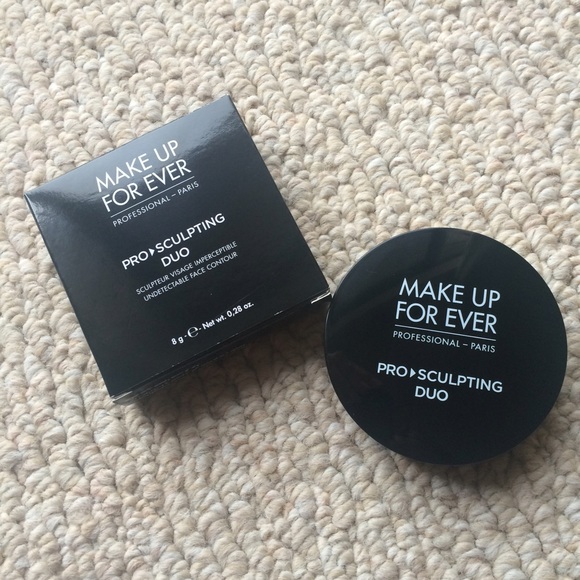 MAKE UP
FOR EVER
PROFESSIONAL – PARIS
PRO▶SCULPTING
DUO
SCULPTEUR VISAGE IMPERCEPTIBLE
UNDETECTABLE FACE CONTOUR
8 g - ℮ - Net wt. 0,28 oz.
MAKE UP
FOR EVER
PROFESSIONAL – PARIS
PRO▶SCULPTING
DUO